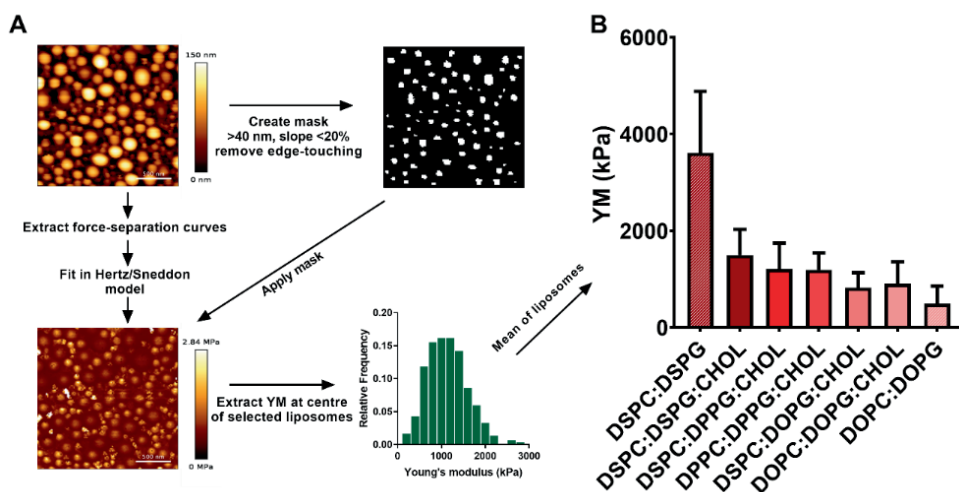 A
150 nm
0 nm
500 nm
Create mask
>40 nm, slope <20%
remove edge-touching
Extract force-separation curves
Fit in Hertz/Sneddon
model
Apply mask
2.84 MPa
0 MPa
500 nm
Extract YM at centre
of selected liposomes
Relative Frequency
0.20
0.15
0.10
0.05
0.00
0
1000
2000
3000
Young's modulus (kPa)
Mean of liposomes
B
YM (kPa)
6000
4000
2000
0
DSPC:DSPG
DSPC:DSPG:CHOL
DSPC:DPPG:CHOL
DPPC:DPPG:CHOL
DSPC:DOPG:CHOL
DOPC:DOPG:CHOL
DOPC:DOPG